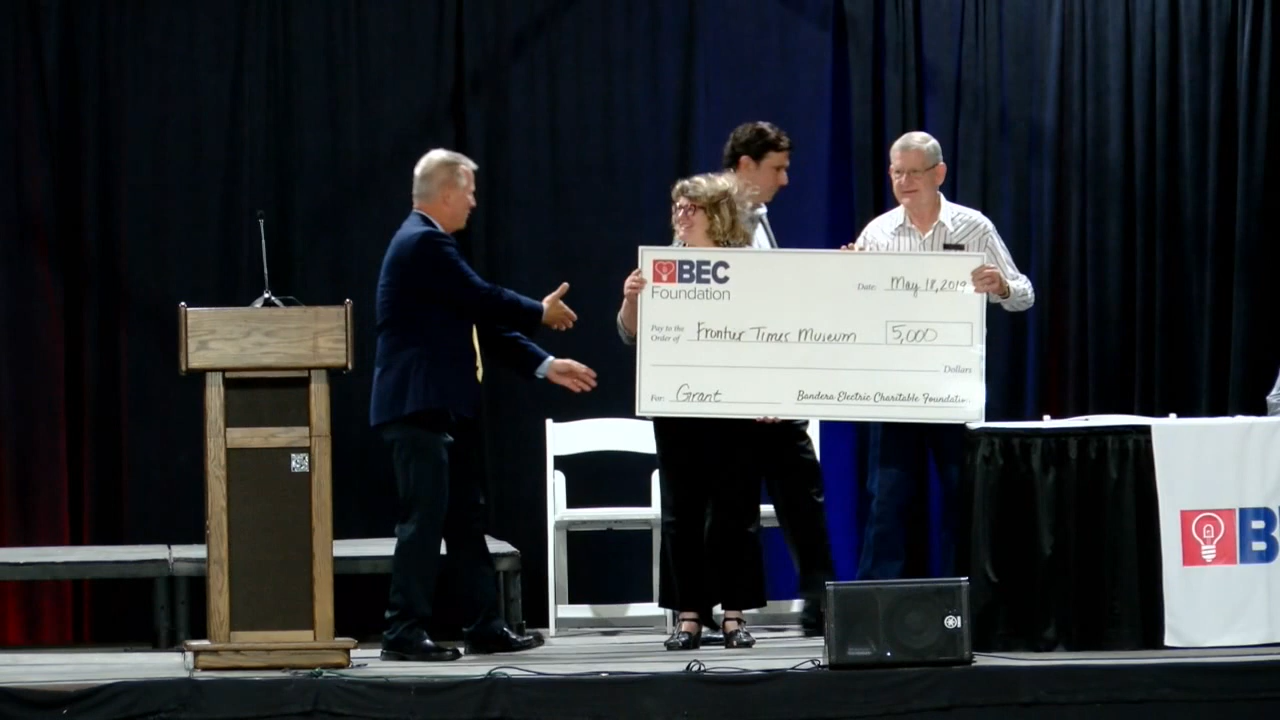 BEC
Foundation
Date: May 18, 2019
Pay to the
Order of Frontier Times Museum 5,000
Dollars
For: Grant Bandera Electric Charitable Foundation
B